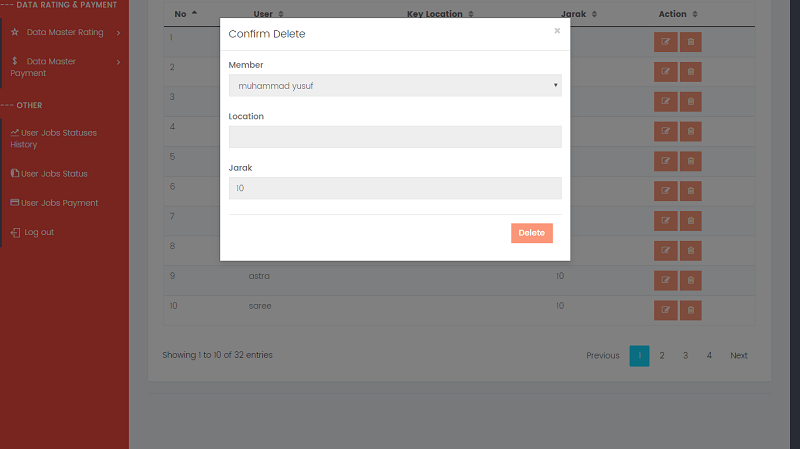 --- DATA RATING & PAYMENT
Data Master Rating
Data Master
Payment
--- OTHER
User Jobs Statuses
History
User Jobs Status
User Jobs Payment
Log out
No User Key Location Jarak Action
1
2
3
4
5
6
7
8
9 astra 10
10 soree 10
Confirm Delete ×
Member
muhammad yusuf
Location
Jarak
10
Delete
Showing 1 to 10 of 32 entries
Previous 1 2 3 4 Next